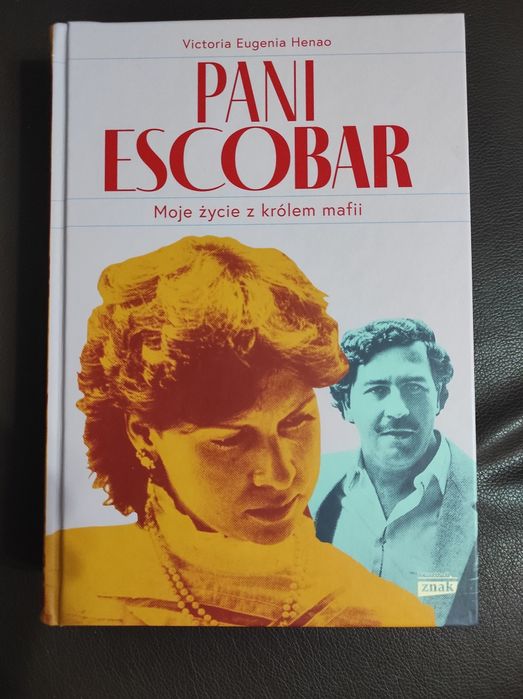 Victoria Eugenia Henao
PANI
ESCOBAR
Moje życie z królem mafii
znak